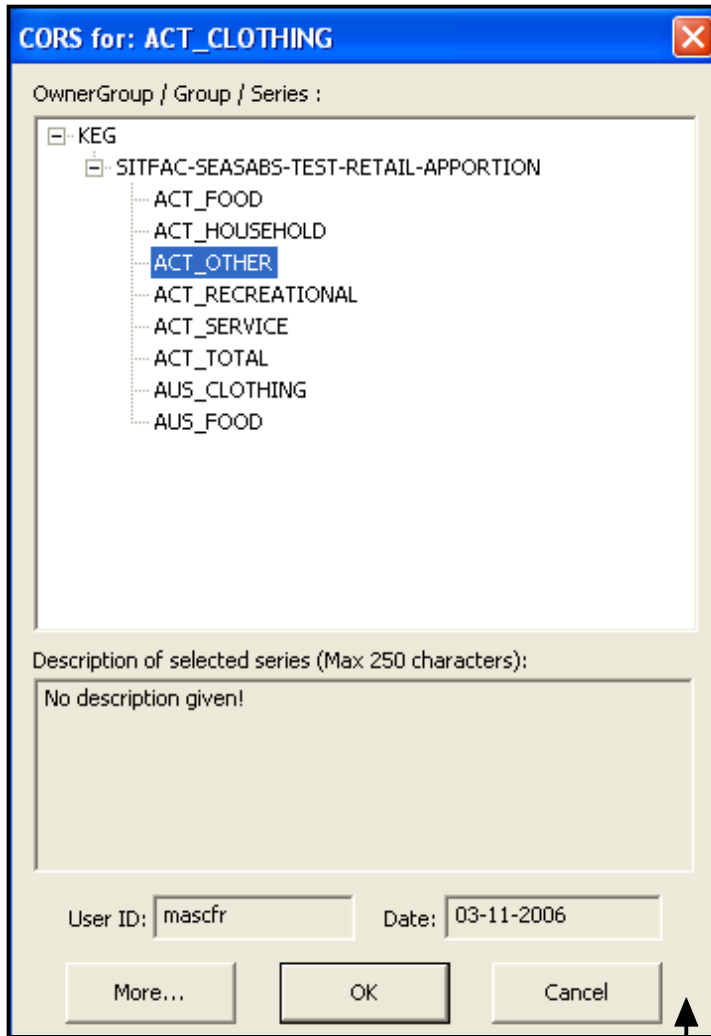 CORS for: ACT_CLOTHING
OwnerGroup / Group / Series :
KEG
SITFAC-SEASABS-TEST-RETAIL-APPORTION
ACT_FOOD
ACT_HOUSEHOLD
ACT_OTHER
ACT_RECREATIONAL
ACT_SERVICE
ACT_TOTAL
AUS_CLOTHING
AUS_FOOD
Description of selected series (Max 250 characters):
No description given!
User ID: mascfr Date: 03-11-2006
More... OK Cancel